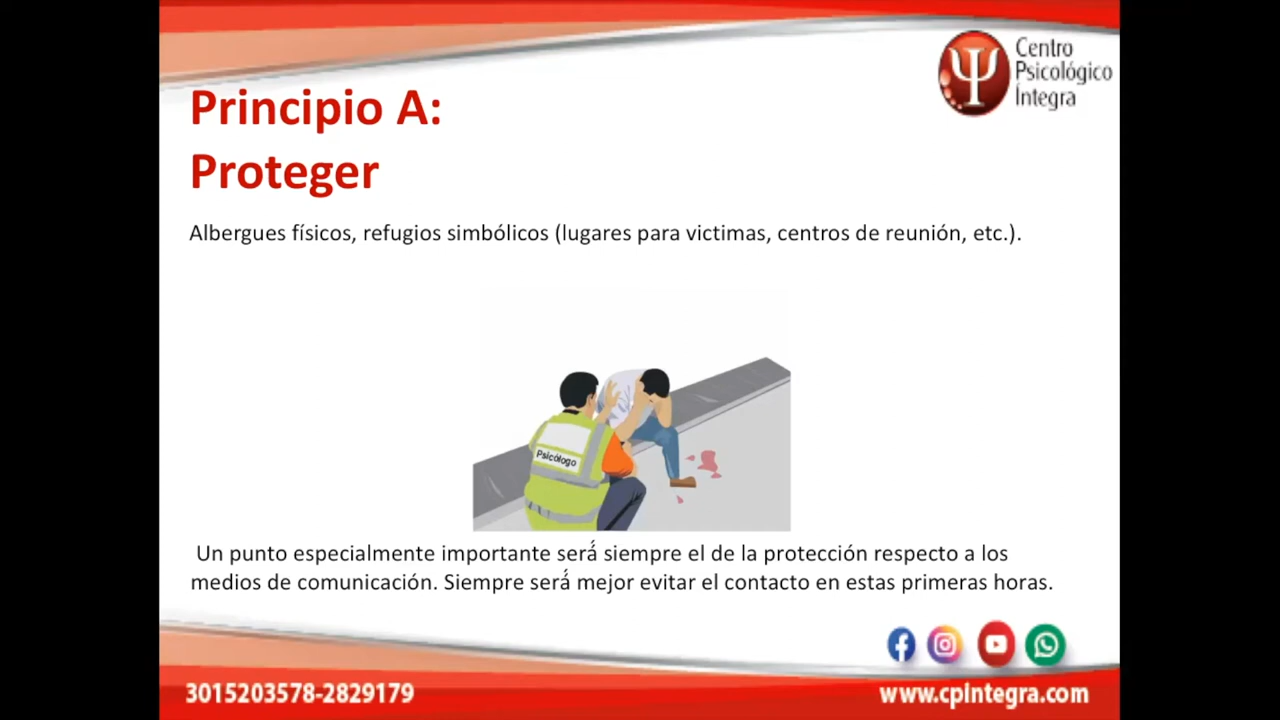 Centro
Psicológico
Íntegra
Principio A:
Proteger
Albergues físicos, refugios simbólicos (lugares para victimas, centros de reunión, etc.).
Psicólogo
Un punto especialmente importante será́ siempre el de la protección respecto a los
medios de comunicación. Siempre será́ mejor evitar el contacto en estas primeras horas.
3015203578-2829179
www.cpintegra.com